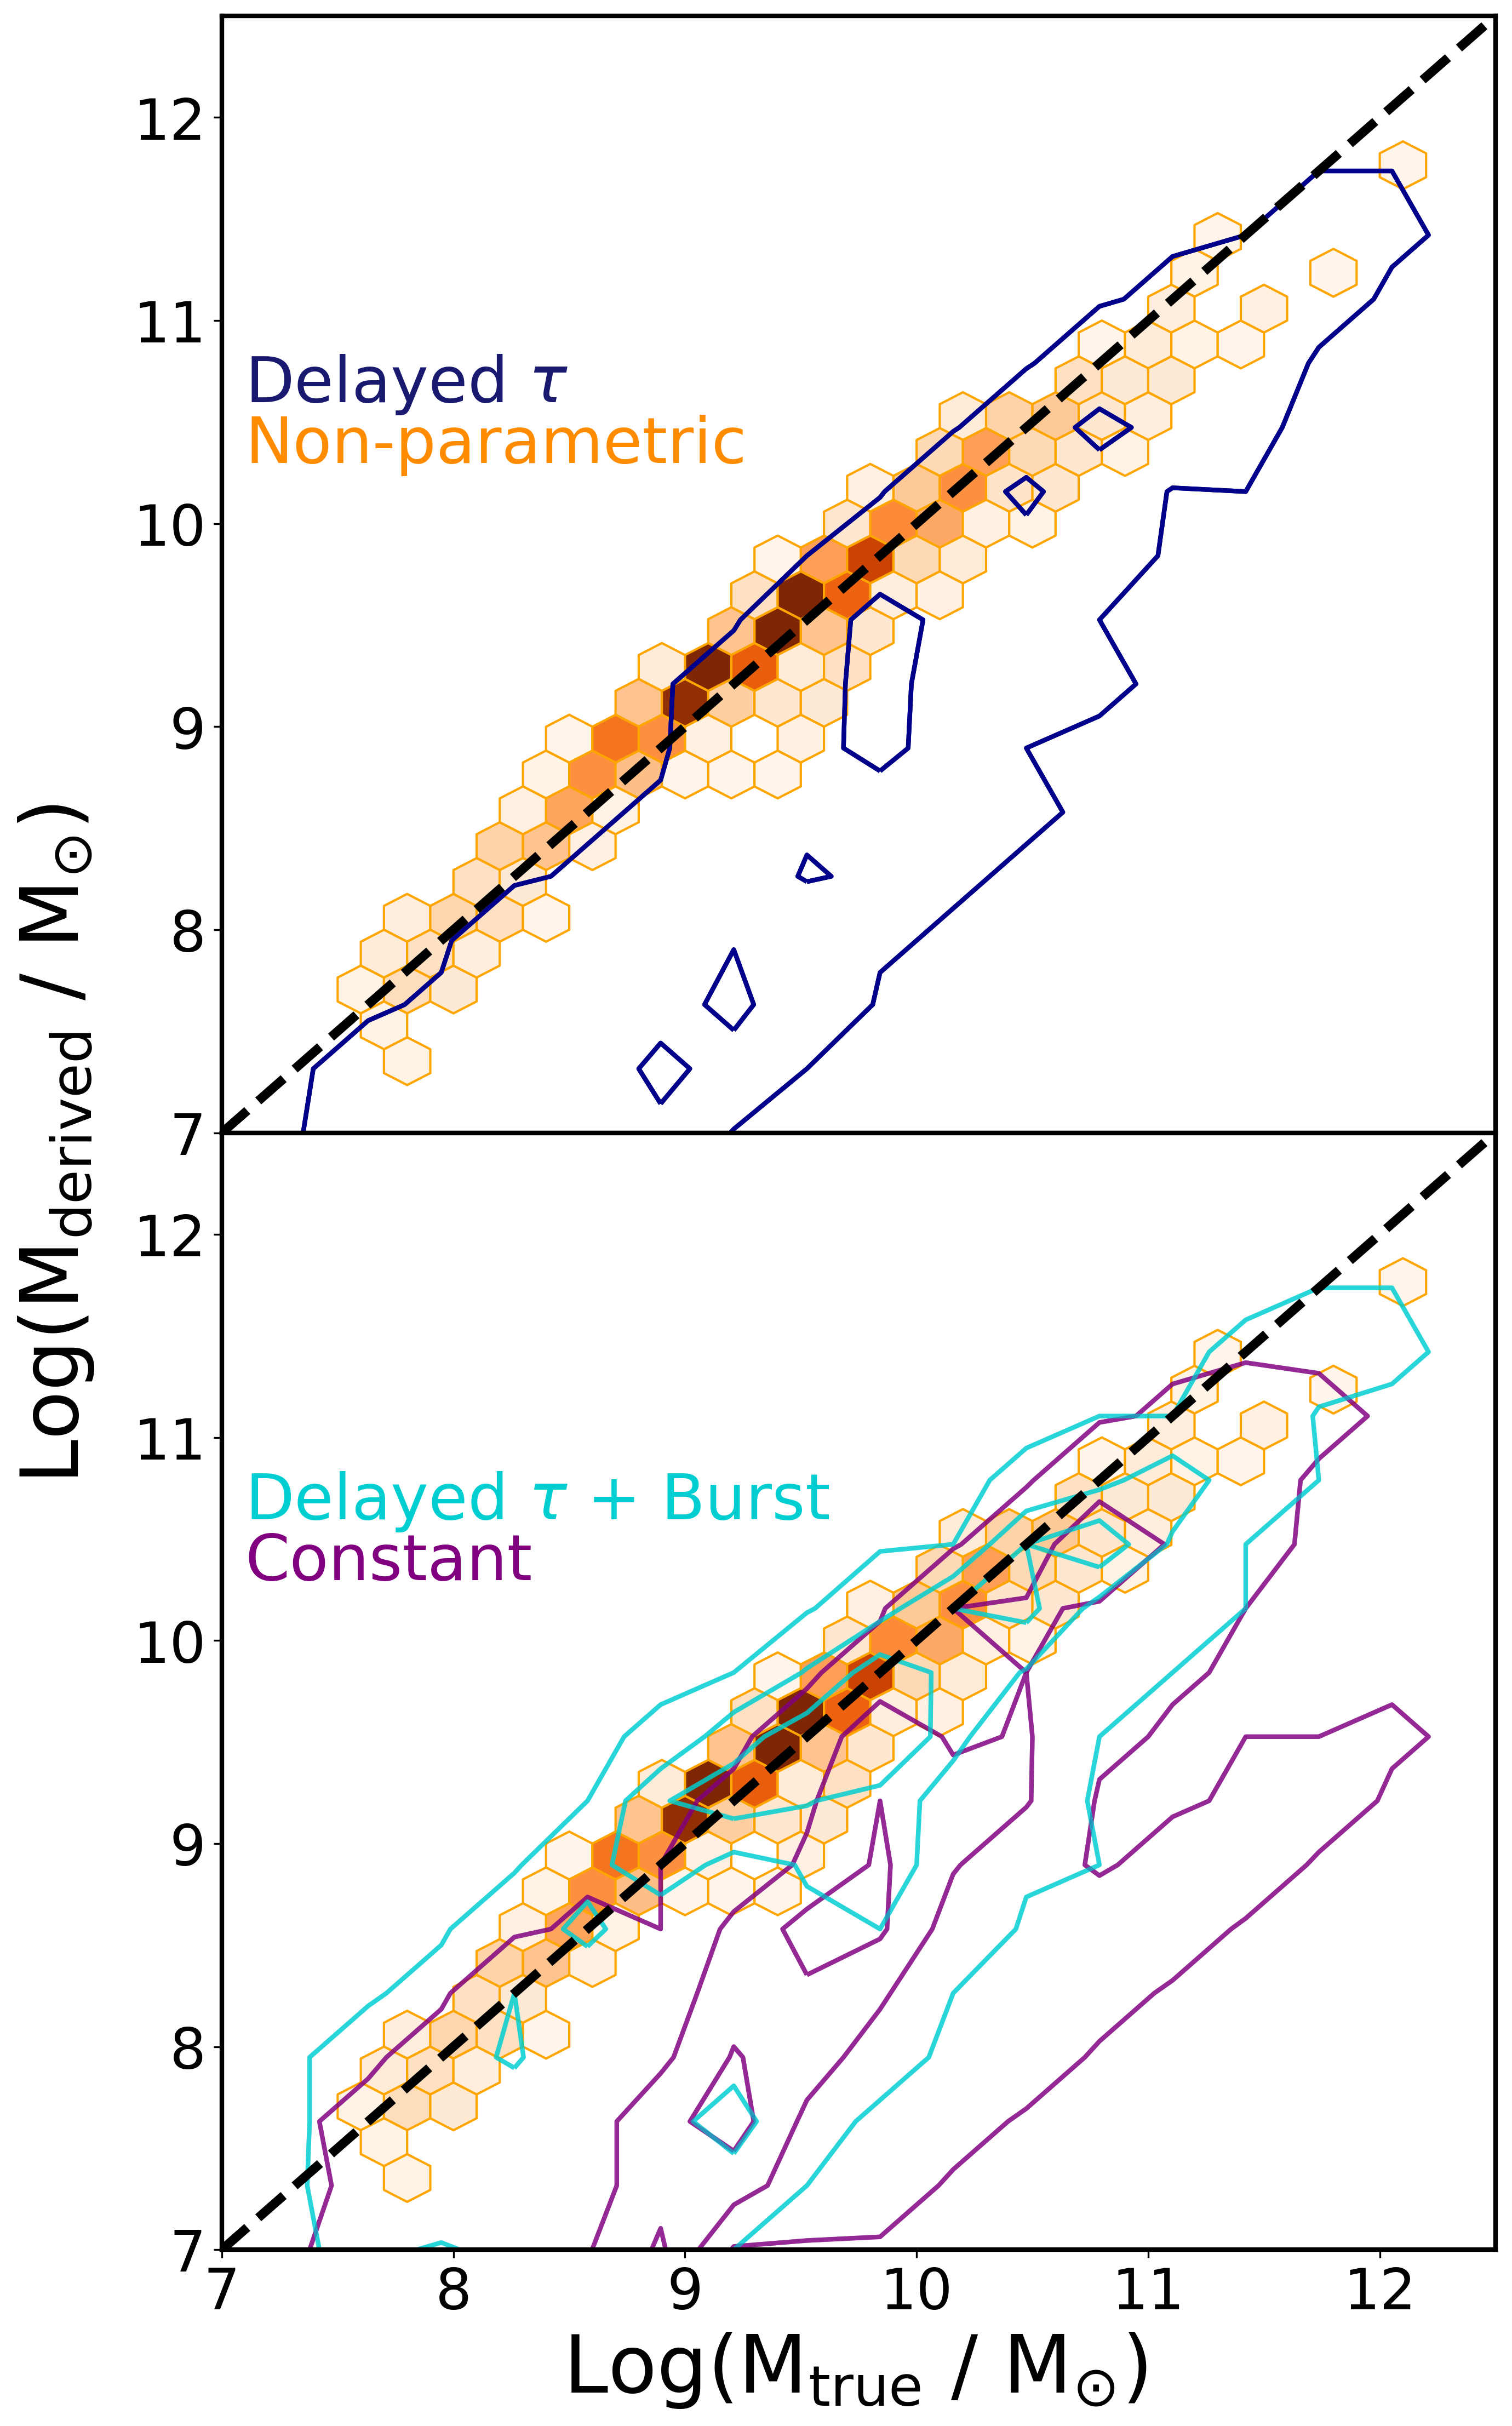 12
11
Delayed τ
Non-parametric
10
9
8
7
Log(M_derived / M_⊙)
12
11
Delayed τ + Burst
Constant
10
9
8
7
7 8 9 10 11 12
Log(M_true / M_⊙)